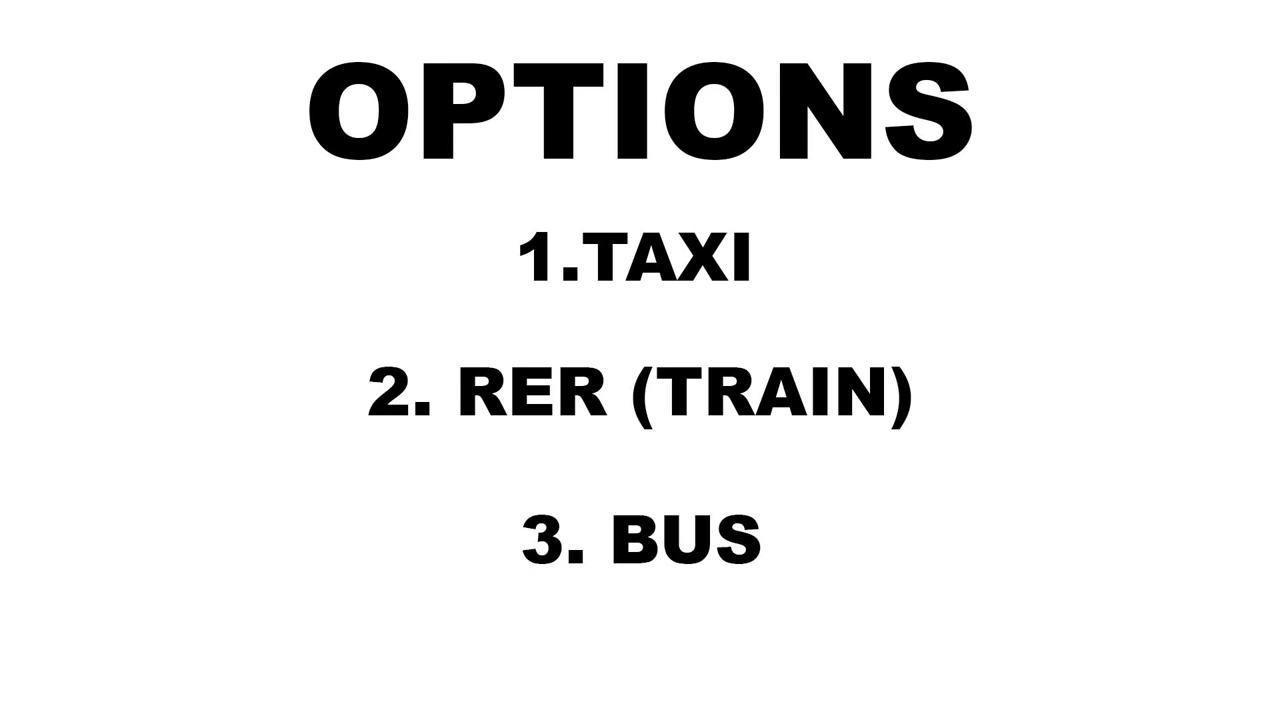 OPTIONS
1.TAXI
2. RER (TRAIN)
3. BUS